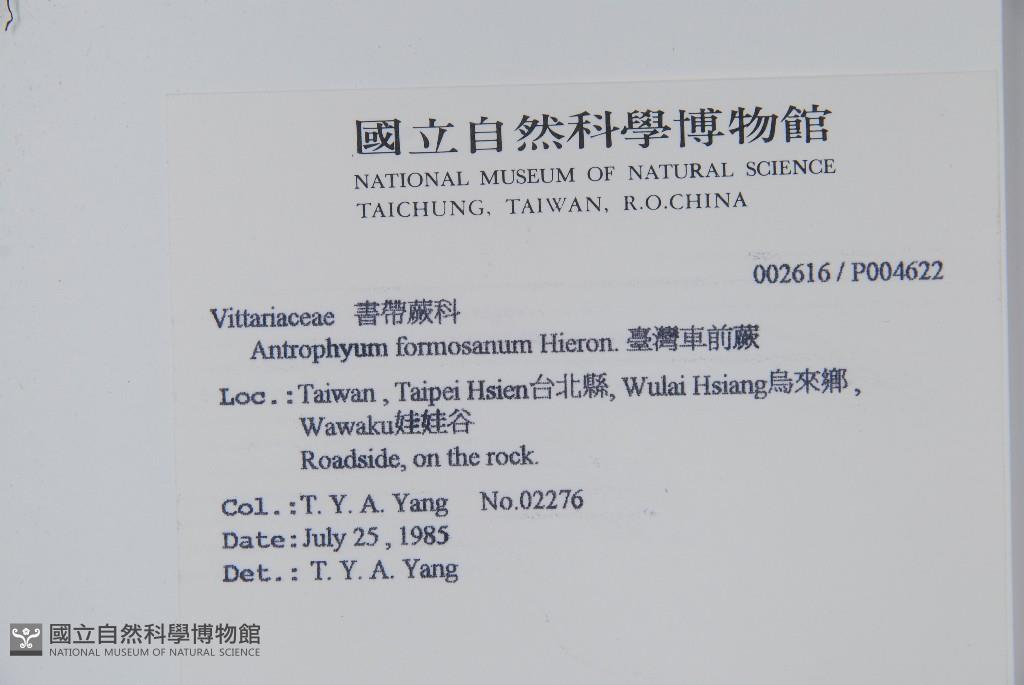 國立自然科學博物館
NATIONAL MUSEUM OF NATURAL SCIENCE
TAICHUNG, TAIWAN, R.O.CHINA
002616 / P004622
Vittariaceae 書帶蕨科
Antrophyum formosanum Hieron. 臺灣車前蕨
Loc.:Taiwan , Taipei Hsien台北縣, Wulai Hsiang烏來鄉 ,
Wawaku娃娃谷
Roadside, on the rock.
Col.:T. Y. A. Yang No.02276
Date:July 25 , 1985
Det.: T. Y. A. Yang
國立自然科學博物館
NATIONAL MUSEUM OF NATURAL SCIENCE